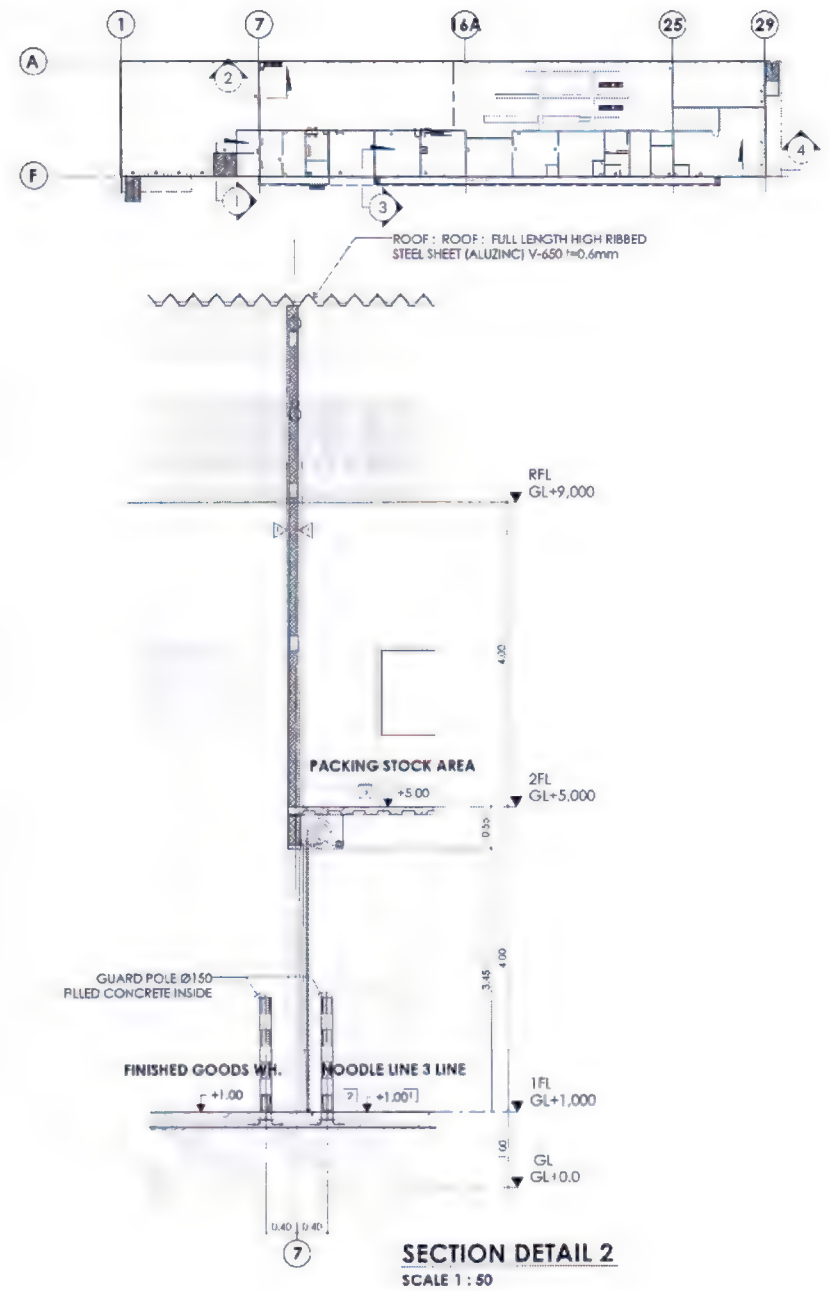 1
7
16A
25
29
A
2
4
F
1
3
ROOF : ROOF : FULL LENGTH HIGH RIBBED
STEEL SHEET (ALUZINC) V-650 t=0.6mm
RFL
GL+9,000
4.00
PACKING STOCK AREA
+5.00
2FL
GL+5,000
0.55
GUARD POLE Ø150
FILLED CONCRETE INSIDE
3.45
4.00
FINISHED GOODS WH.
NOODLE LINE 3 LINE
+1.00
2
+1.00
1
1FL
GL+1,000
1.00
GL
GL+0.0
0.40
0.40
7
SECTION DETAIL 2
SCALE 1 : 50